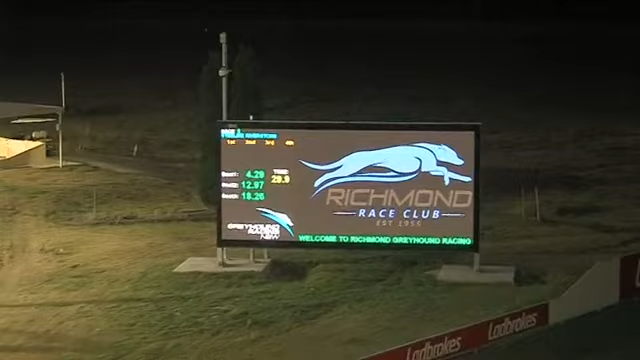 1st 2nd 3rd 4th
4.29
12.97
18.26
TIME
29.9
GREYHOUND
RACING
NSW
RICHMOND
RACE CLUB
EST 1955
WELCOME TO RICHMOND GREYHOUND RACING
Ladbrokes
Ladbrokes